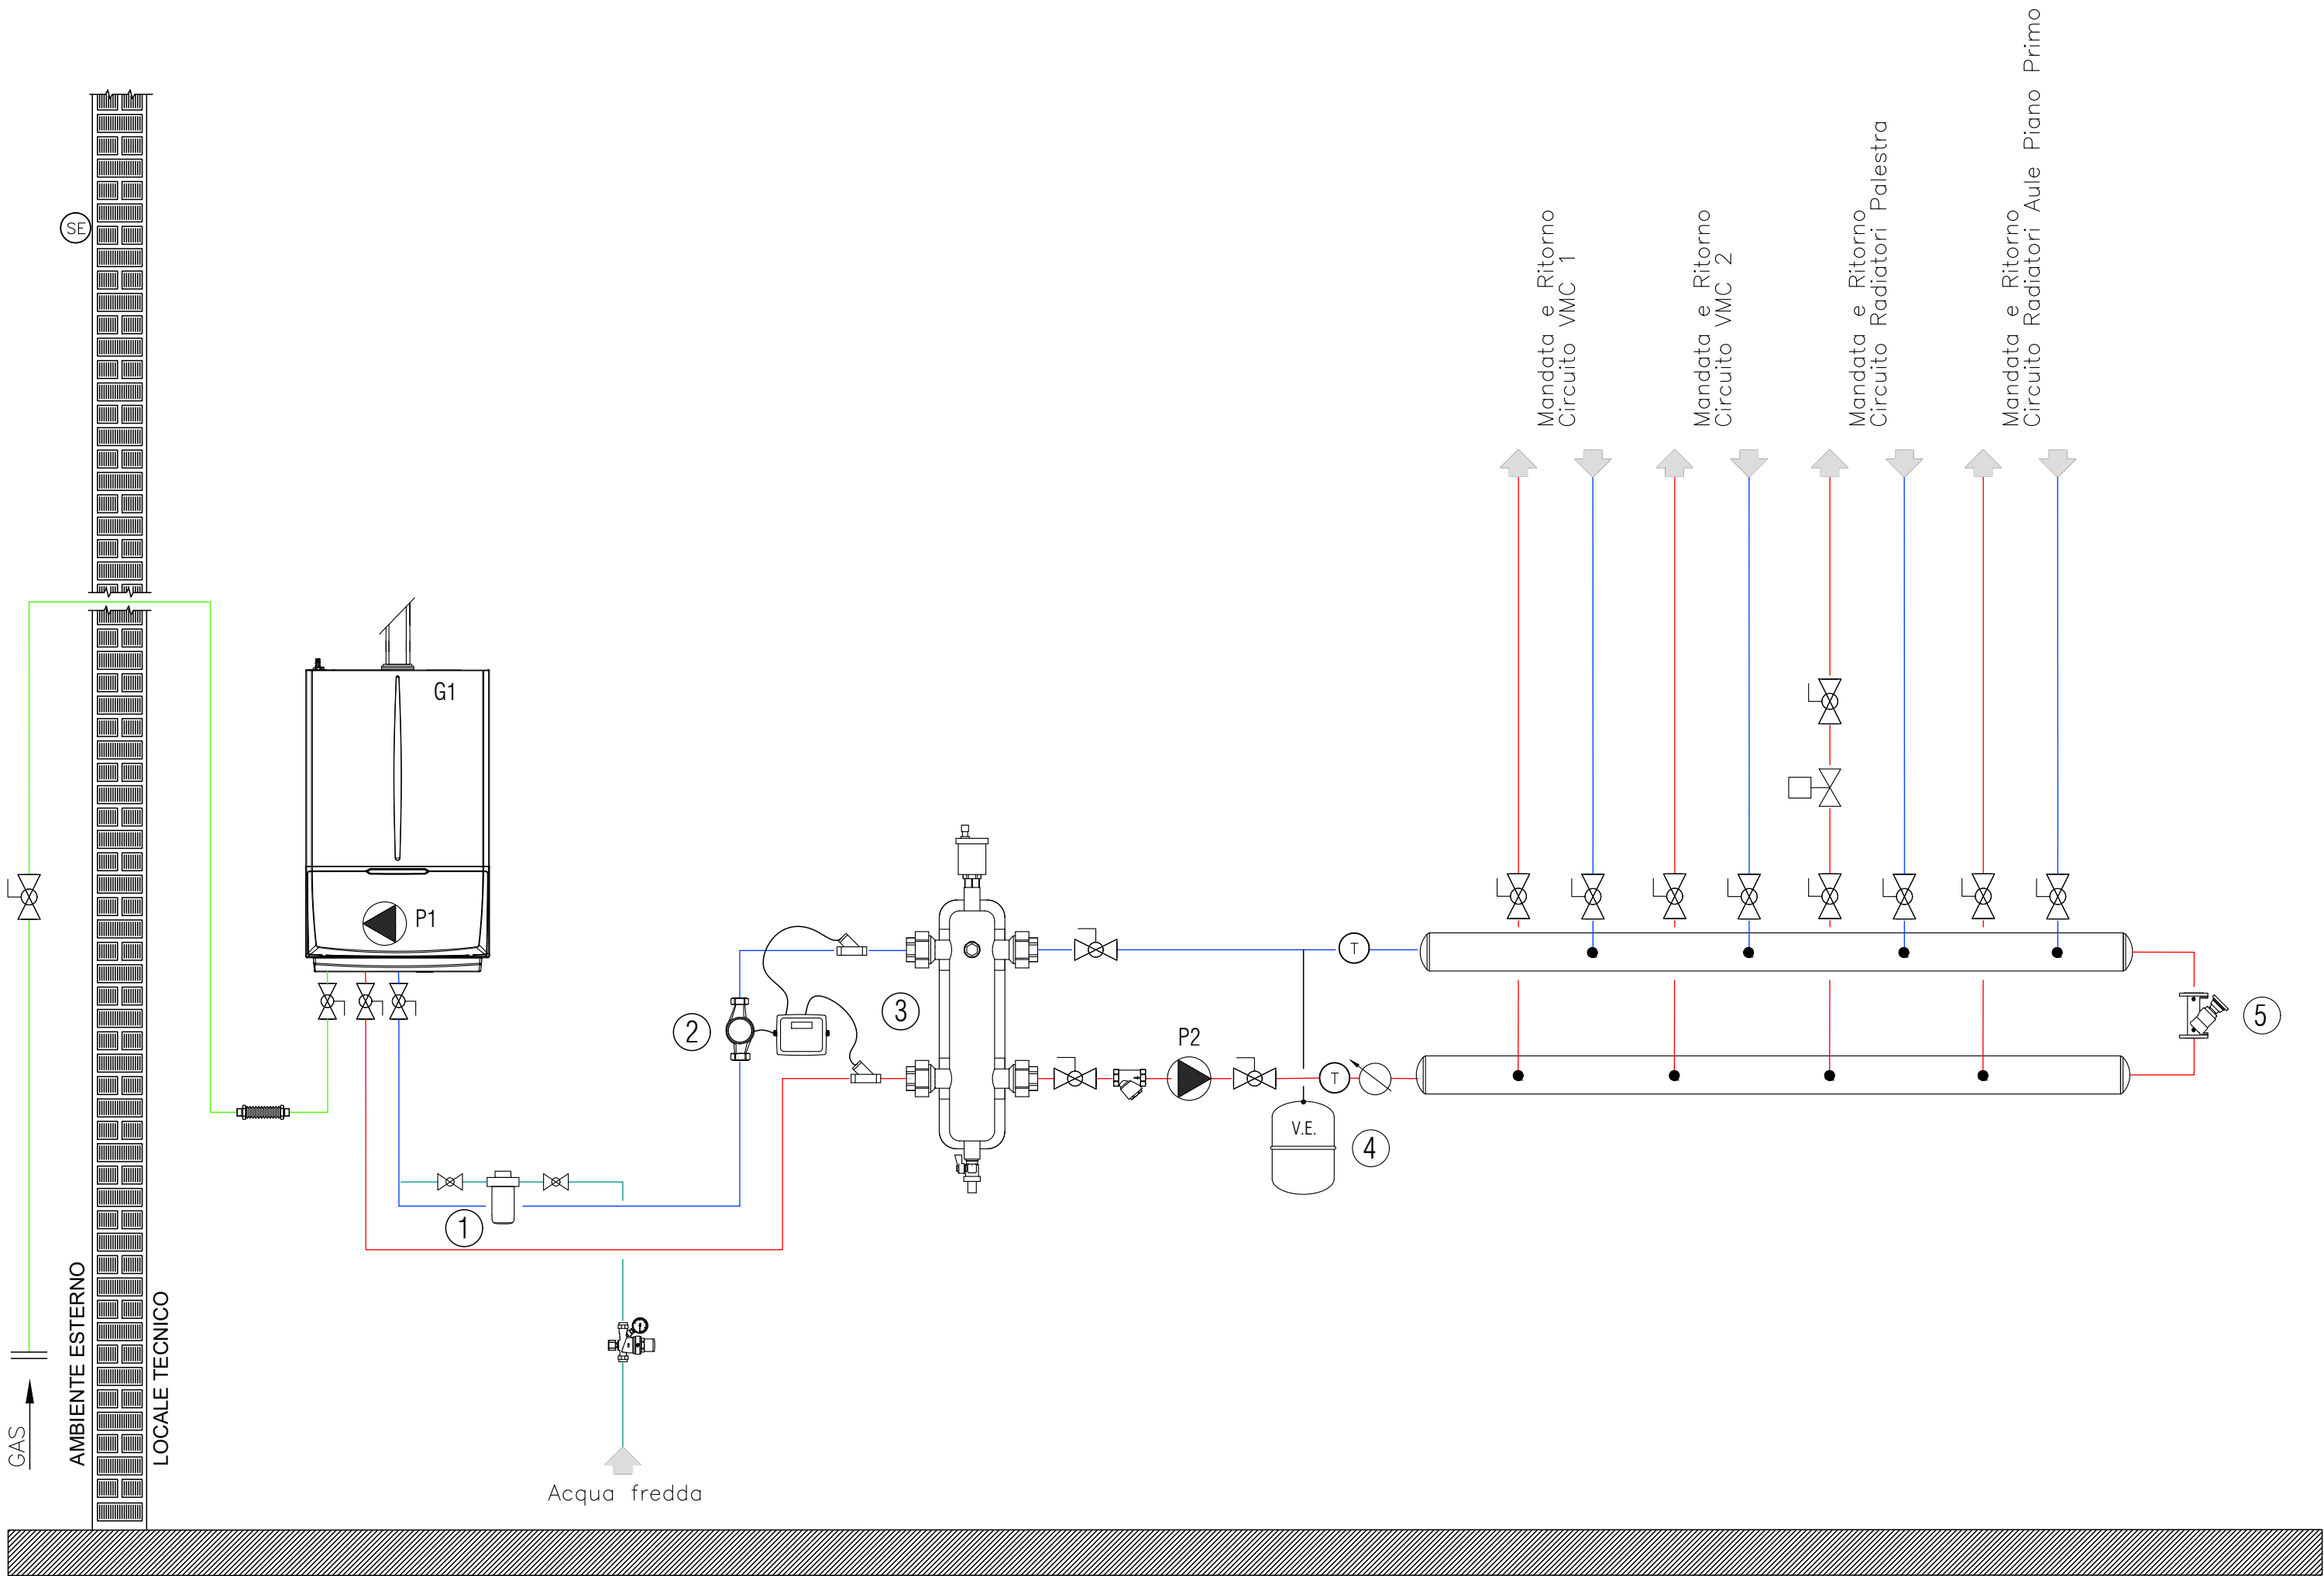 Mandata e Ritorno
Circuito VMC 1
Mandata e Ritorno
Circuito VMC 2
Mandata e Ritorno
Circuito Radiatori Palestra
Mandata e Ritorno
Circuito Radiatori Aule Piano Primo
SE
G1
P1
2
3
T
P2
T
5
V.E.
4
1
GAS
AMBIENTE ESTERNO
LOCALE TECNICO
Acqua fredda